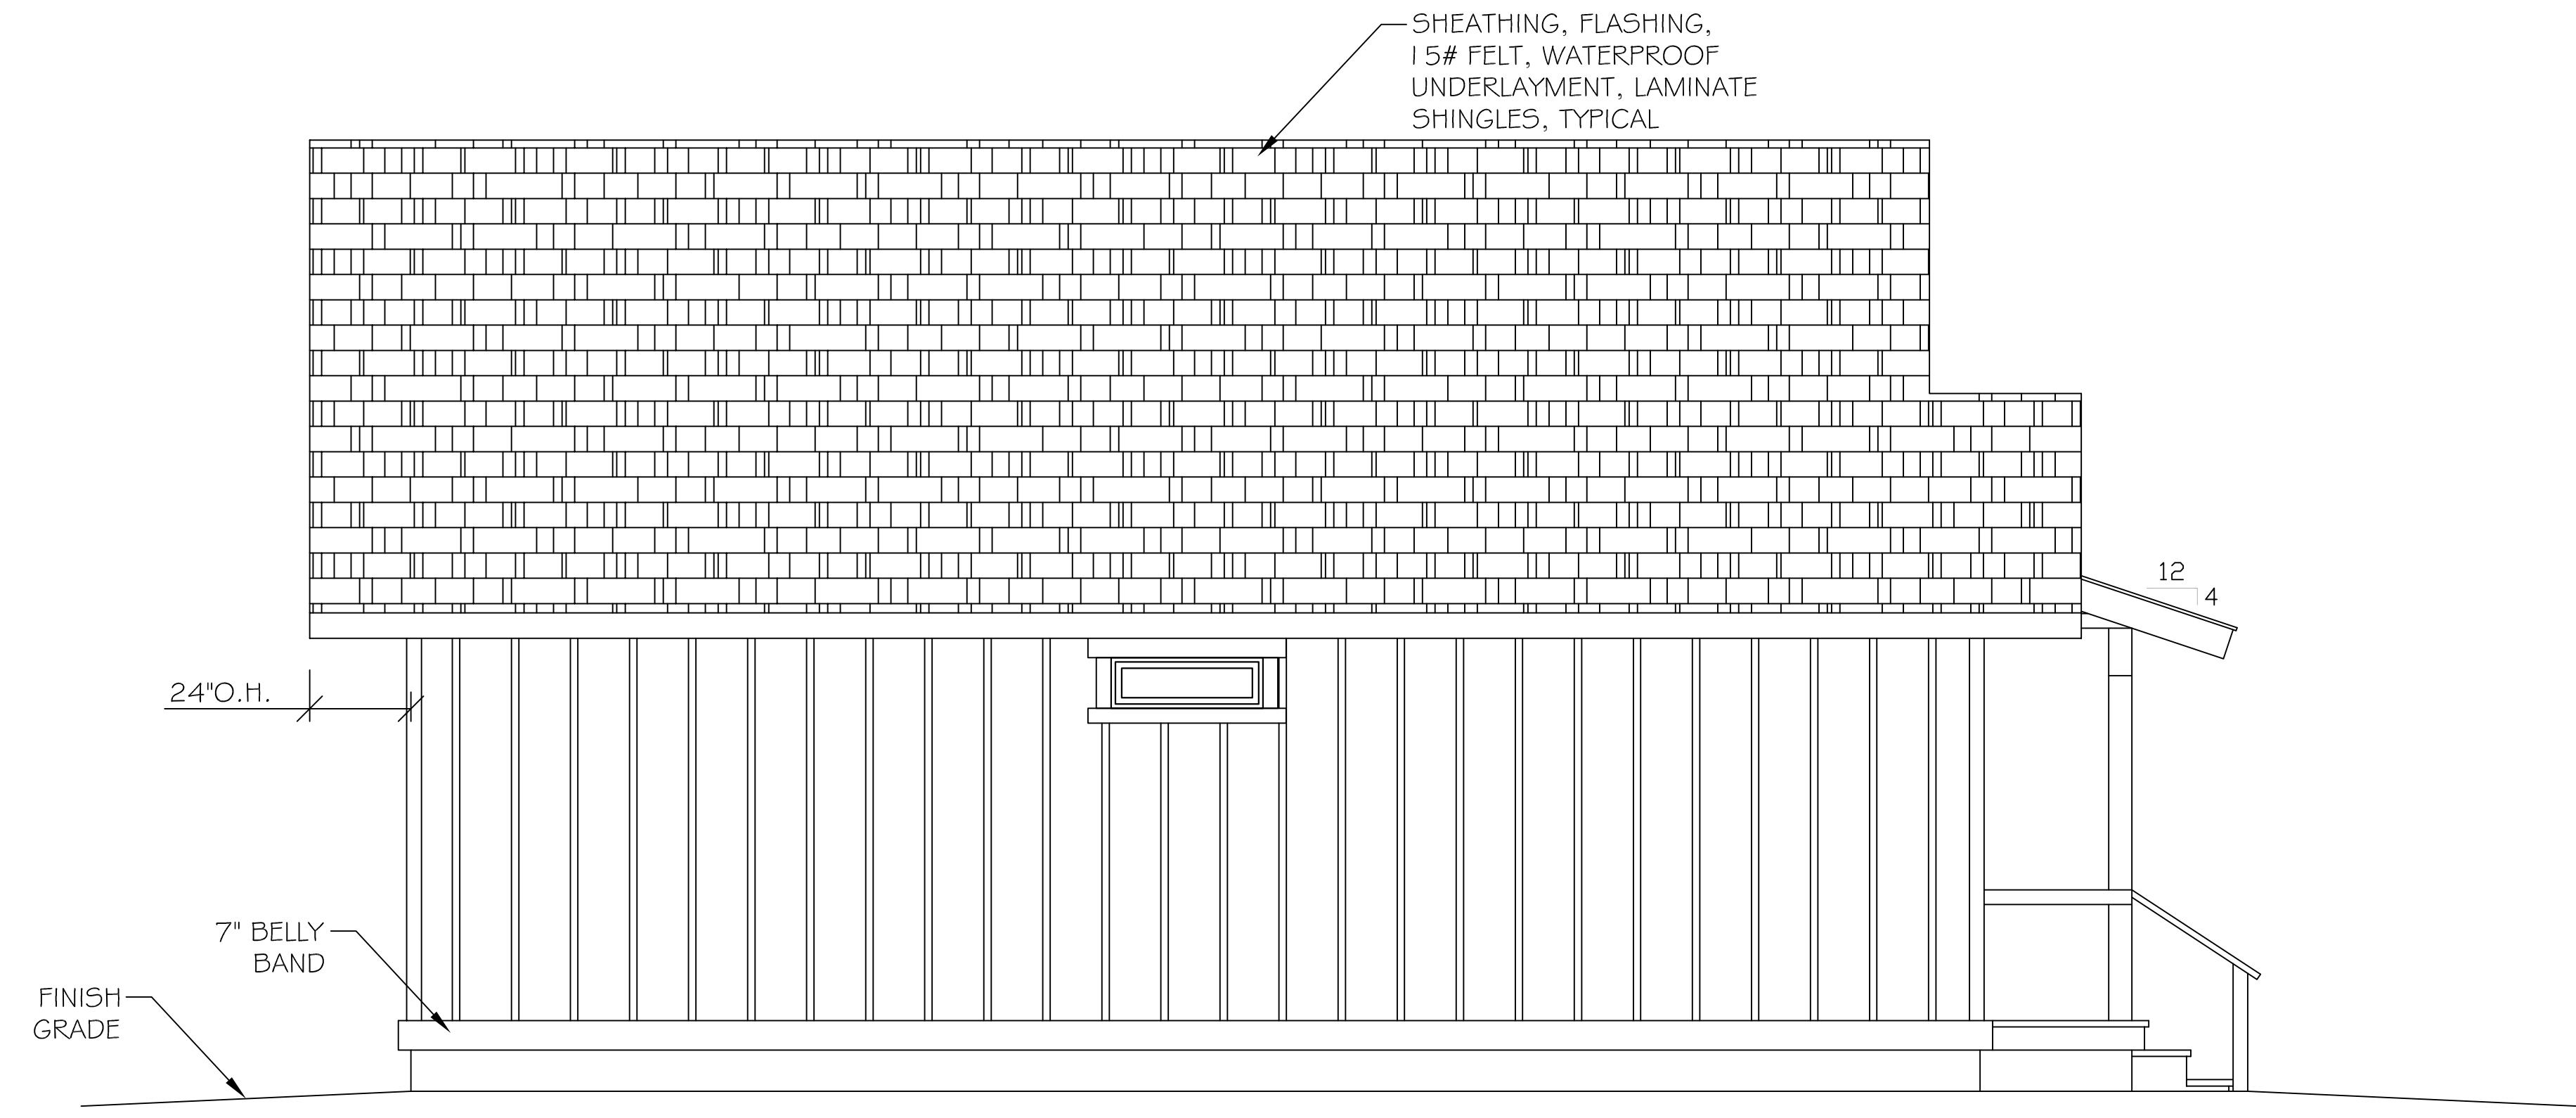 SHEATHING, FLASHING,
15# FELT, WATERPROOF
UNDERLAYMENT, LAMINATE
SHINGLES, TYPICAL
12
4
24"O.H.
7" BELLY
BAND
FINISH
GRADE